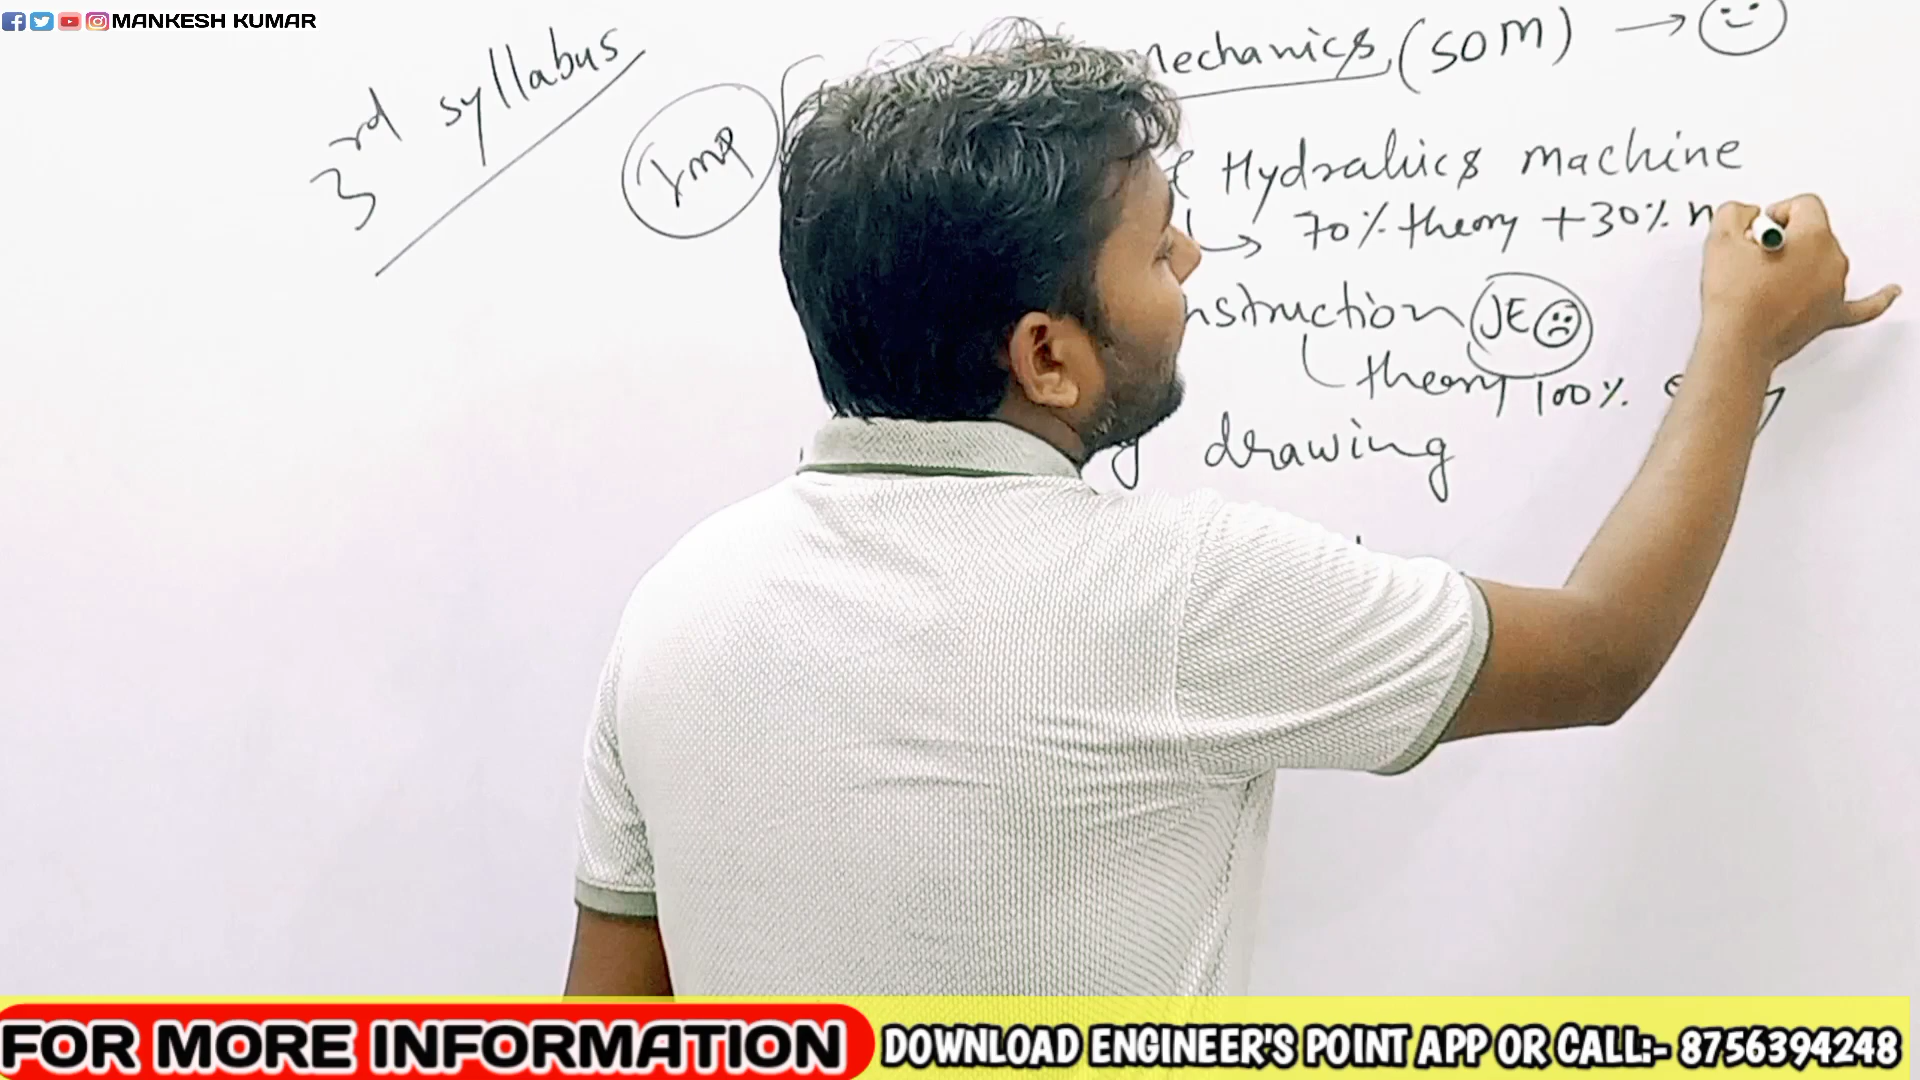 MANKESH KUMAR
3rd syllabus
Imp
Mechanics, (SOM) →
& Hydraulics machine
70% theory + 30% n
nstruction JE
theory 100%
drawing
FOR MORE INFORMATION
DOWNLOAD ENGINEER'S POINT APP OR CALL:- 8756394248